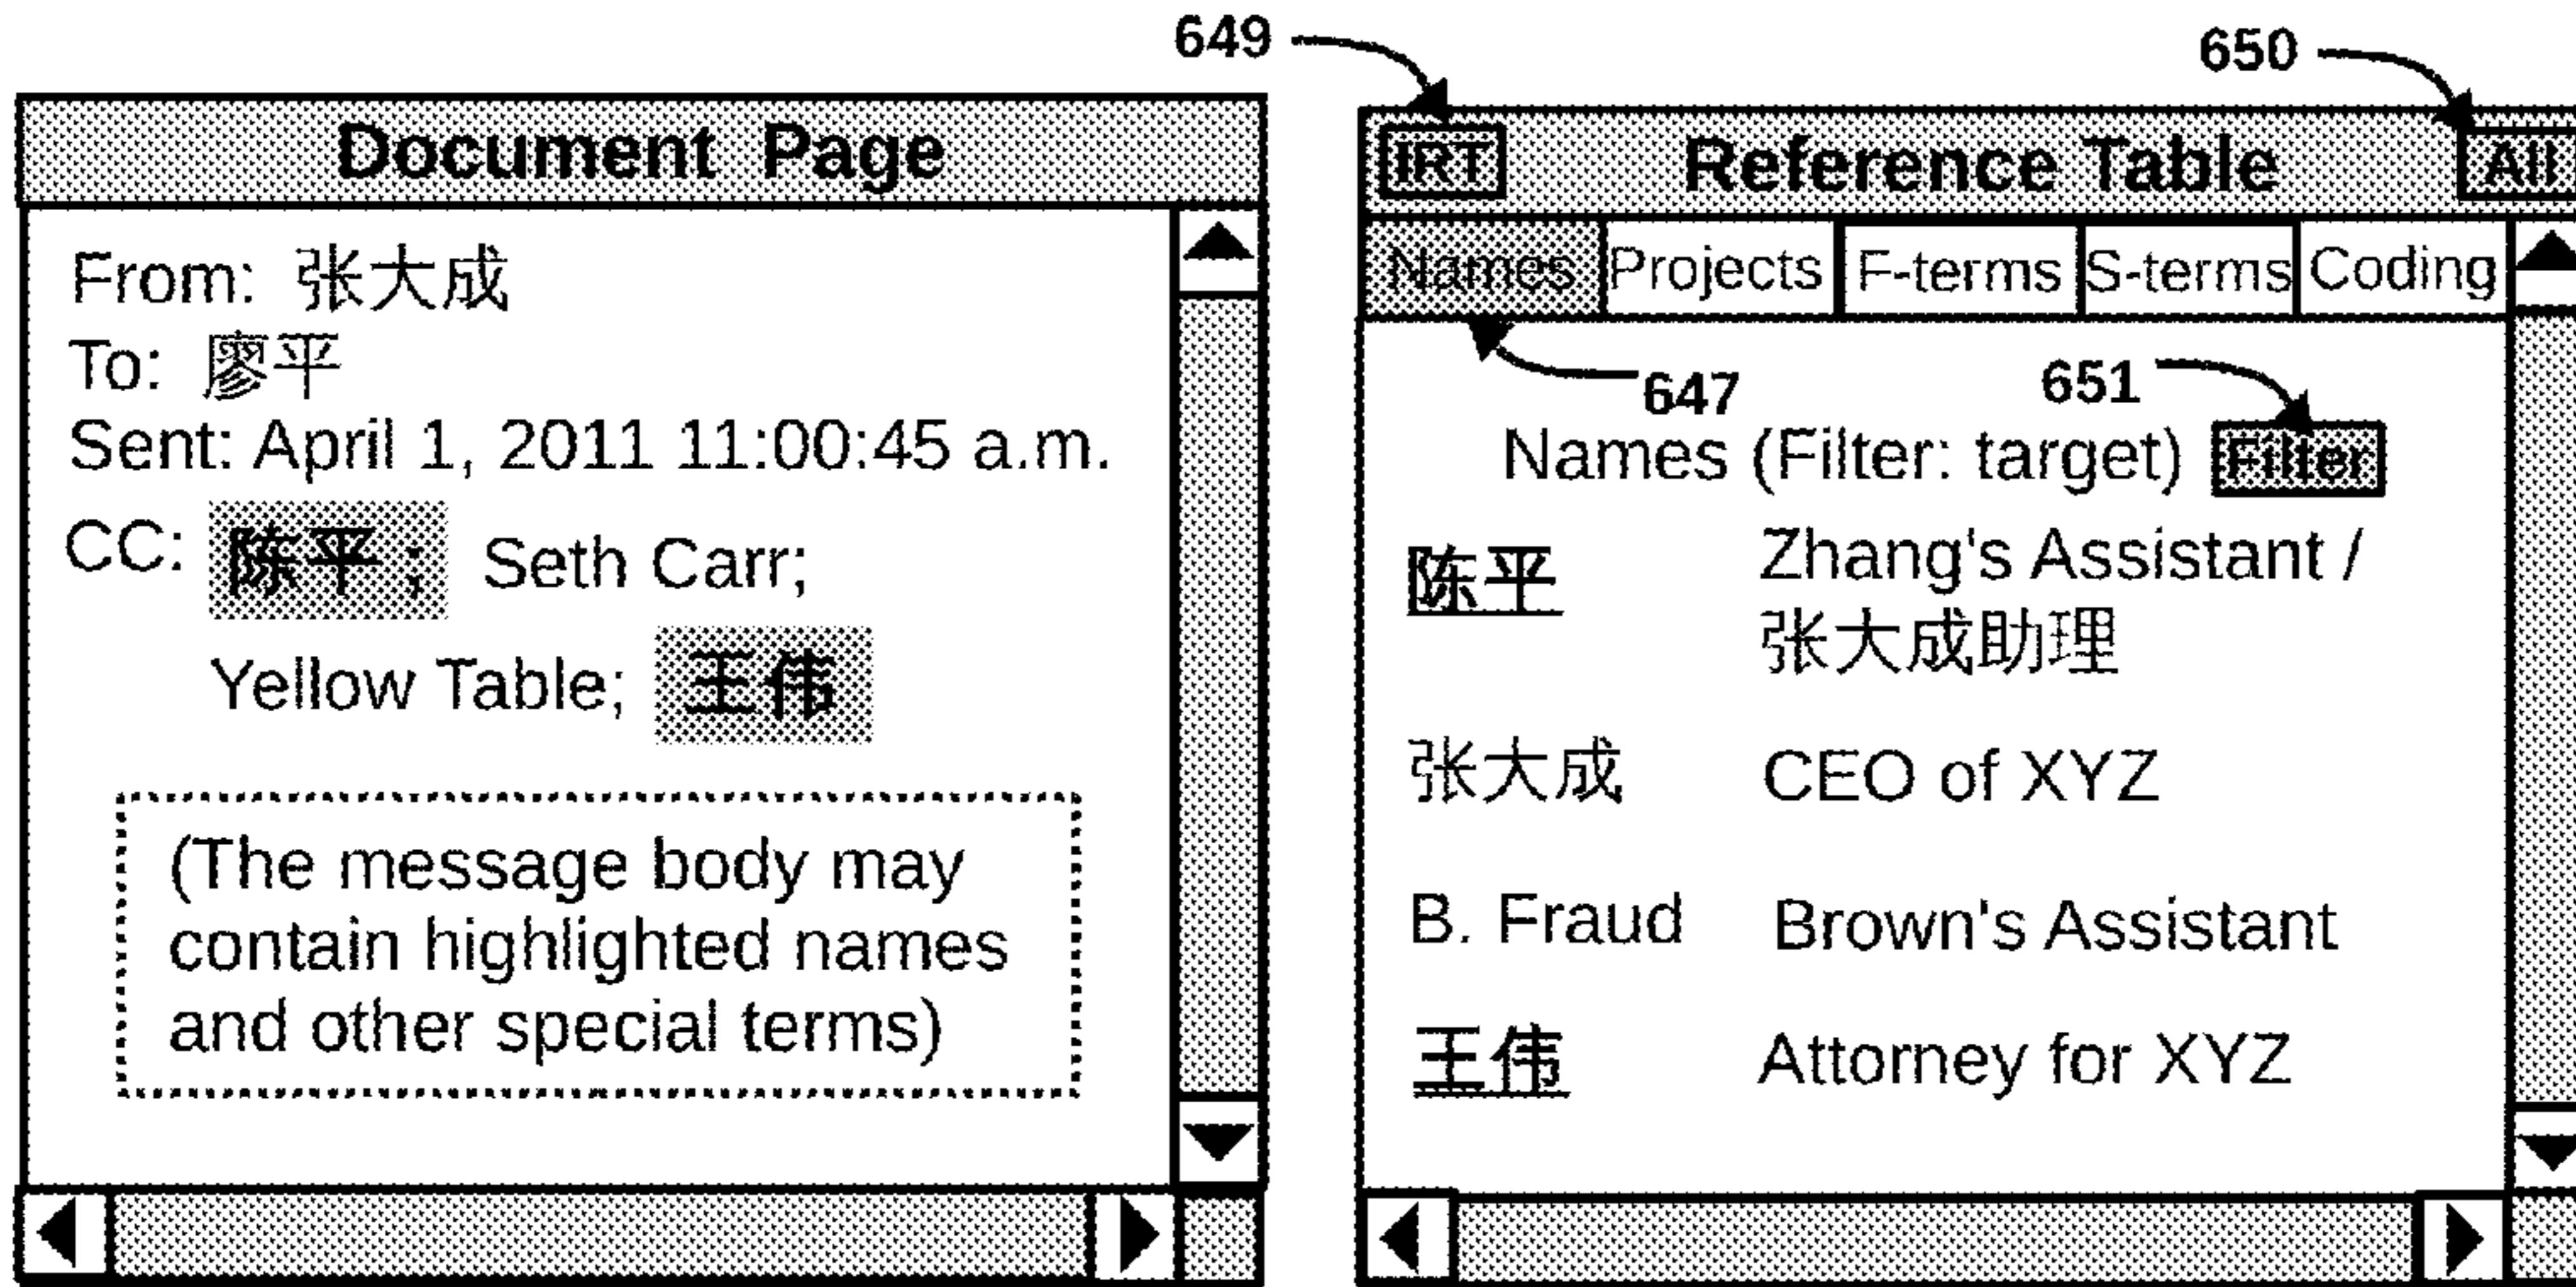 649
650
Document Page
From: 张大成
To: 廖平
Sent: April 1, 2011 11:00:45 a.m.
CC: 陈平; Seth Carr;
Yellow Table; 王伟
(The message body may
contain highlighted names
and other special terms)
IRT Reference Table All
Names Projects F-terms S-terms Coding
647
651
Names (Filter: target) Filter
陈平 Zhang's Assistant /
张大成助理
张大成 CEO of XYZ
B. Fraud Brown's Assistant
王伟 Attorney for XYZ